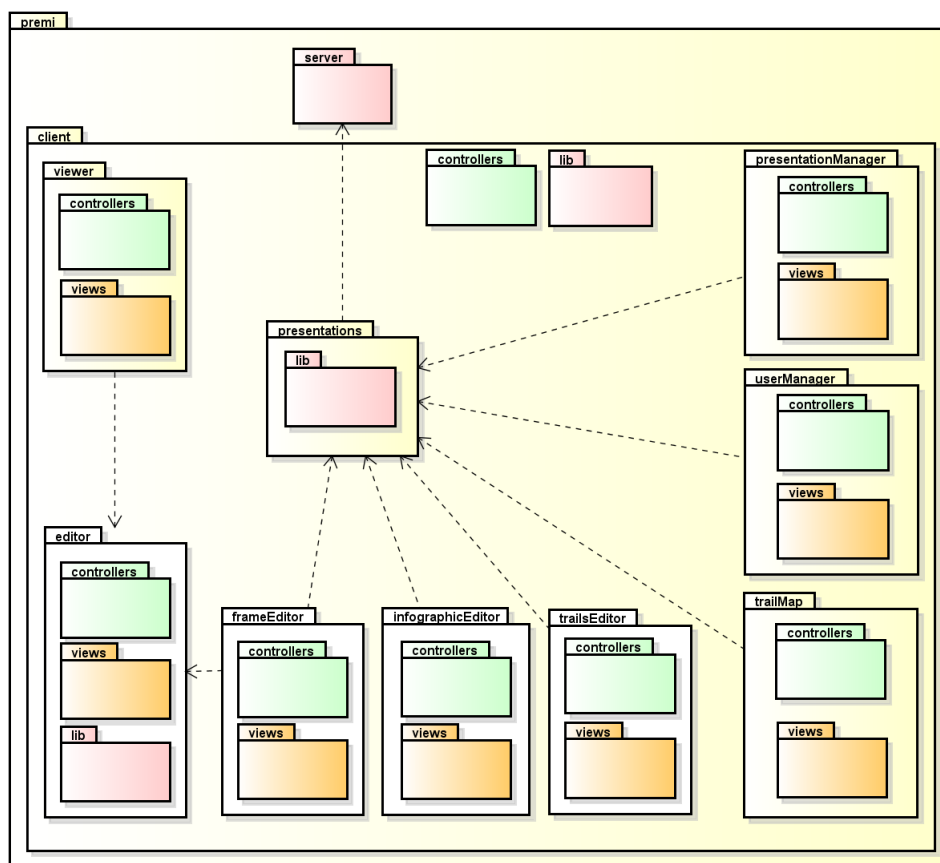 premi
server
client
viewer
controllers
views
controllers
lib
presentationManager
controllers
views
presentations
lib
userManager
controllers
views
editor
controllers
views
lib
frameEditor
controllers
views
infographicEditor
controllers
views
trailsEditor
controllers
views
trailMap
controllers
views